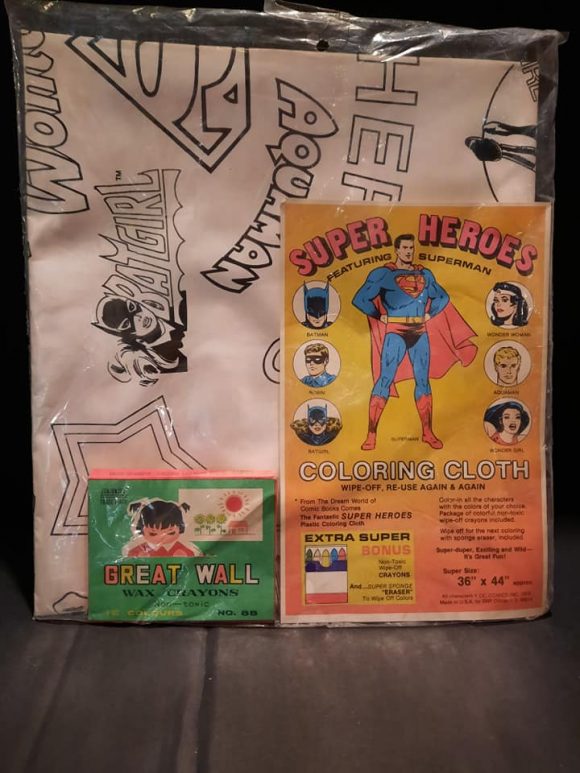 BATGIRL
TM
AQUAMAN
SUPER HEROES
FEATURING SUPERMAN
BATMAN
ROBIN
BATGIRL
WONDER WOMAN
AQUAMAN
WONDER GIRL
SUPERMAN
COLORING CLOTH
WIPE-OFF, RE-USE AGAIN & AGAIN
* From The Dream World of
Comic Books Comes
The Fantastic SUPER HEROES
Plastic Coloring Cloth
EXTRA SUPER
BONUS
Non-Toxic
Wipe-Off
CRAYONS
And... SUPER SPONGE
"ERASER"
To Wipe Off Colors
Color-in all the characters
with the colors of your choice.
Package of colorful non-toxic
wipe-off crayons included.
Wipe off for the next coloring
with sponge eraser, included.
Super-duper, Exciting and Wild—
It's Great Fun!
Super Size:
36" x 44"
GREAT WALL
WAX CRAYONS
COLOURS
NO. 55